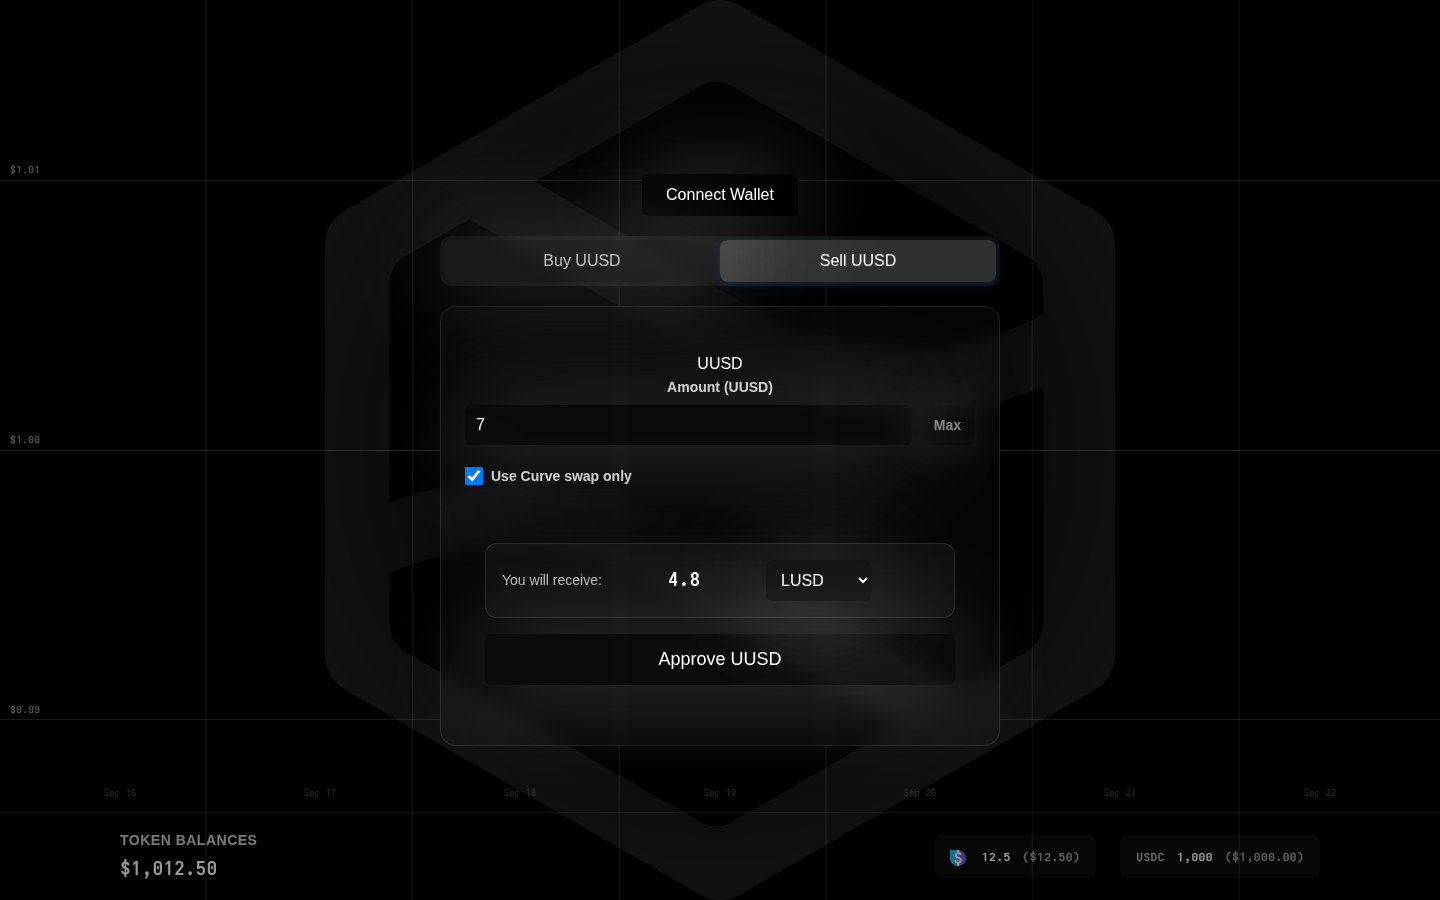 $1.01
Connect Wallet
Buy UUSD
Sell UUSD
UUSD
Amount (UUSD)
7
Max
$1.00
Use Curve swap only
You will receive:
4.8
LUSD
Approve UUSD
$0.99
Sep 16
Sep 17
Sep 18
Sep 19
Sep 20
Sep 21
Sep 22
TOKEN BALANCES
$1,012.50
12.5 ($12.50)
USDC 1,000 ($1,000.00)